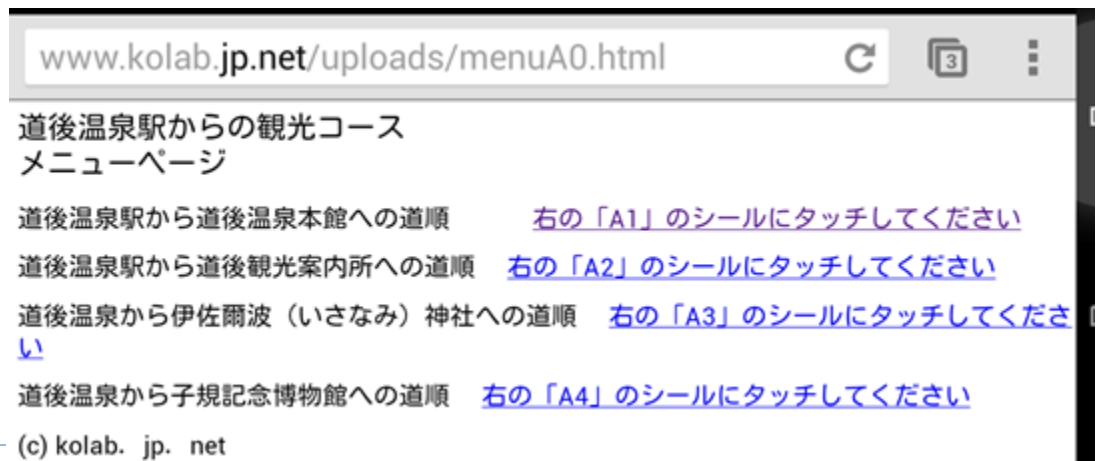 www.kolab.jp.net/uploads/menuA0.html
3
道後温泉駅からの観光コース
メニューページ
道後温泉駅から道後温泉本館への道順 右の「A1」のシールにタッチしてください
道後温泉駅から道後観光案内所への道順 右の「A2」のシールにタッチしてください
道後温泉から伊佐爾波（いさなみ）神社への道順 右の「A3」のシールにタッチしてくださ
い
道後温泉から子規記念博物館への道順 右の「A4」のシールにタッチしてください
(c) kolab．jp．net